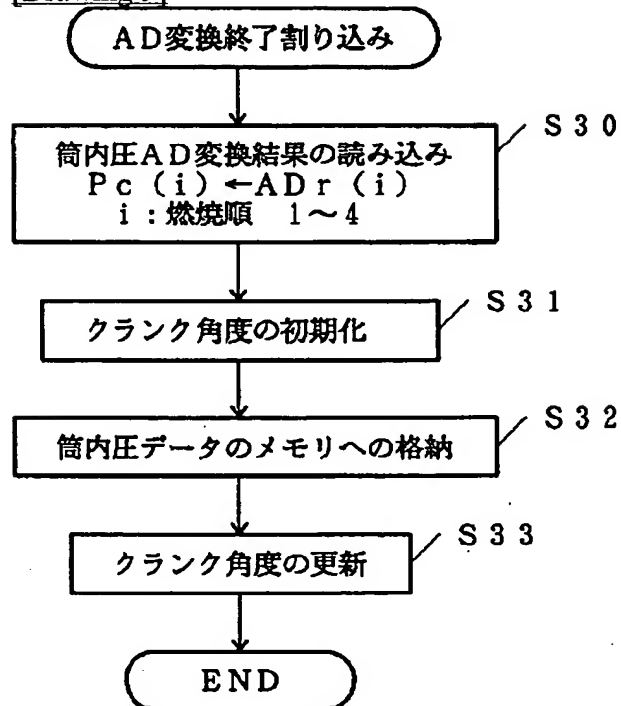 AD変換終了割り込み
S30
筒内圧AD変換結果の読み込み
Pc(i)←ADr(i)
i:燃焼順 1~4
S31
クランク角度の初期化
S32
筒内圧データのメモリへの格納
S33
クランク角度の更新
END